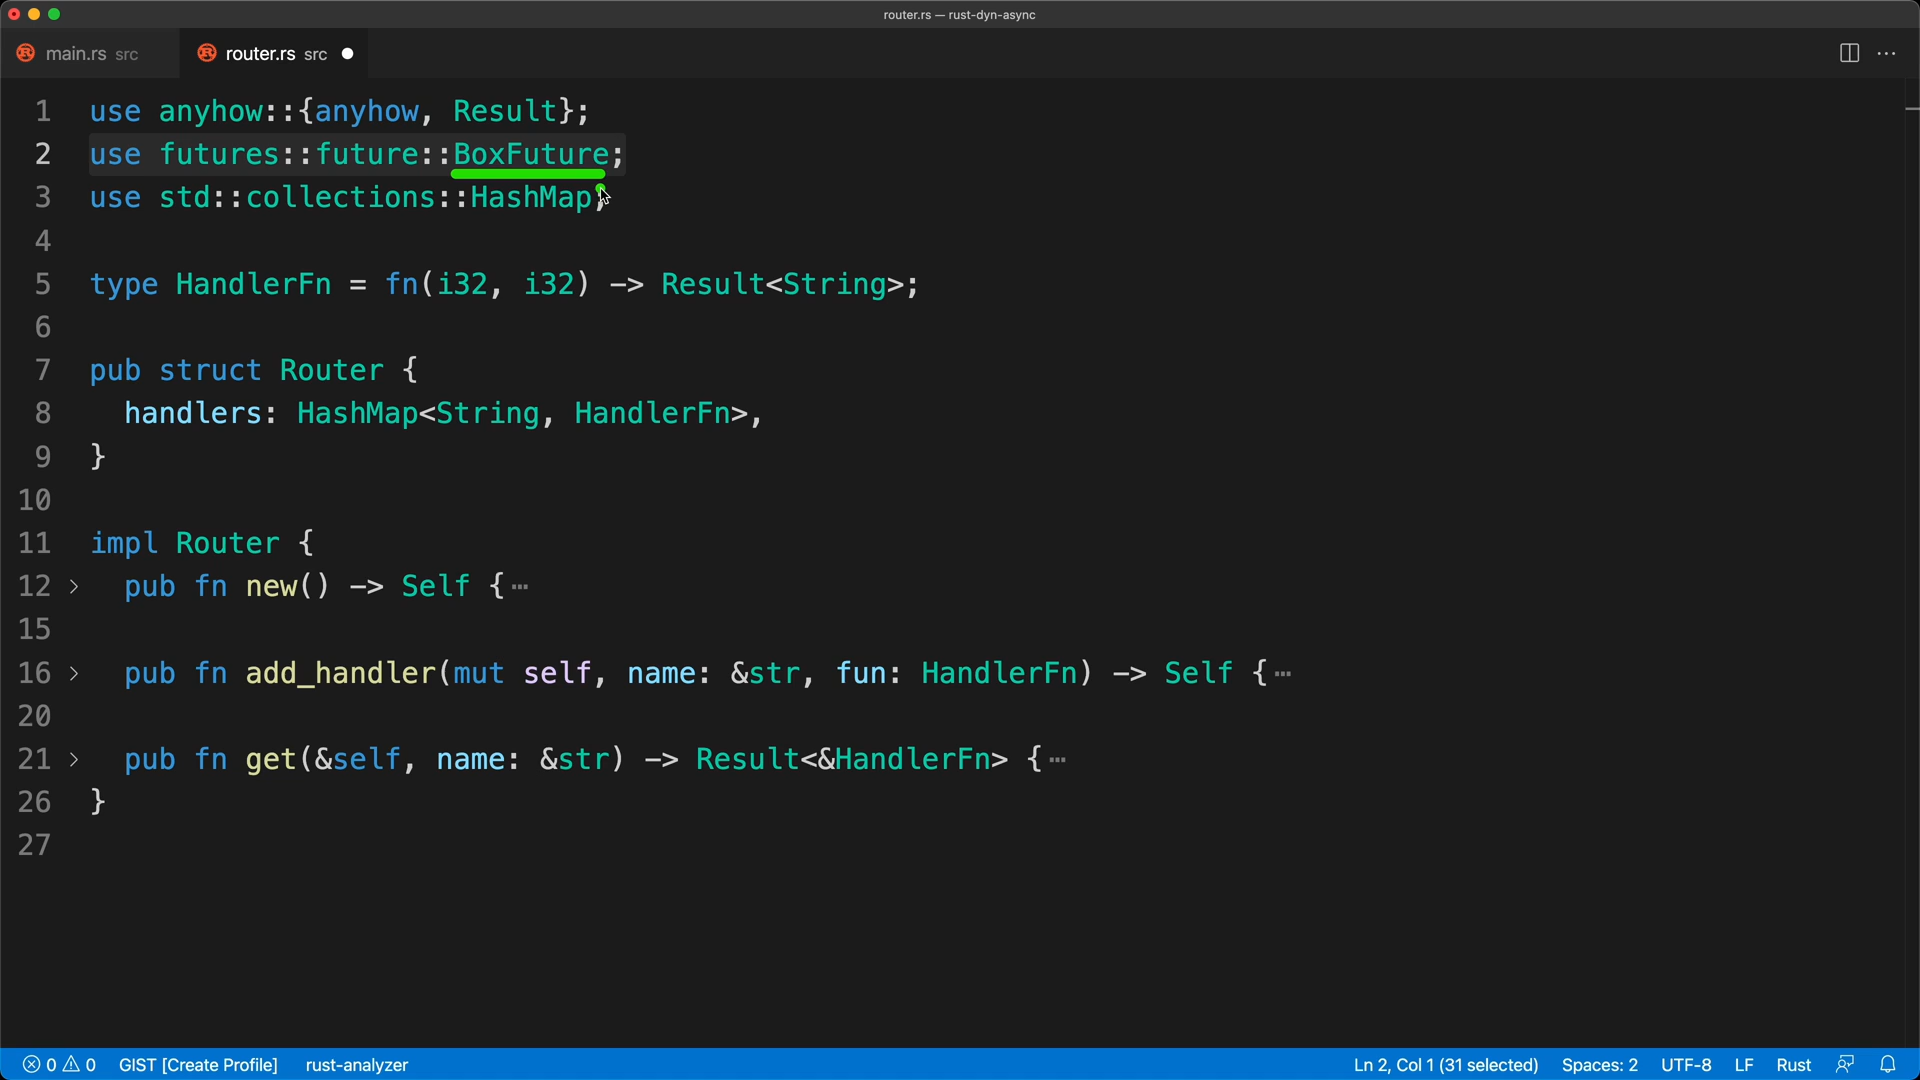 router.rs — rust-dyn-async
main.rs src router.rs src
1 use anyhow::{anyhow, Result};
2 use futures::future::BoxFuture;
3 use std::collections::HashMap;
4
5 type HandlerFn = fn(i32, i32) -> Result<String>;
6
7 pub struct Router {
8 handlers: HashMap<String, HandlerFn>,
9 }
10
11 impl Router {
12 > pub fn new() -> Self {…
15
16 > pub fn add_handler(mut self, name: &str, fun: HandlerFn) -> Self {…
20
21 > pub fn get(&self, name: &str) -> Result<&HandlerFn> {…
26 }
27
0 0 GIST [Create Profile] rust-analyzer Ln 2, Col 1 (31 selected) Spaces: 2 UTF-8 LF Rust